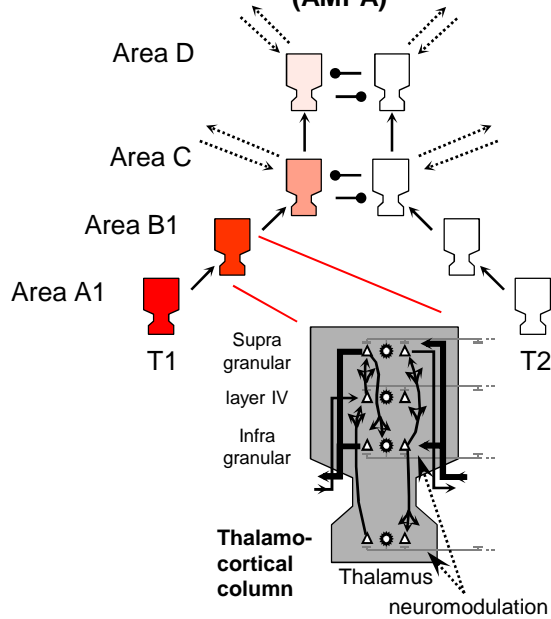 (AMPA)
Area D
Area C
Area B1
Area A1
T1
T2
Supra
granular
layer IV
Infra
granular
Thalamo-
cortical
column
Thalamus
neuromodulation